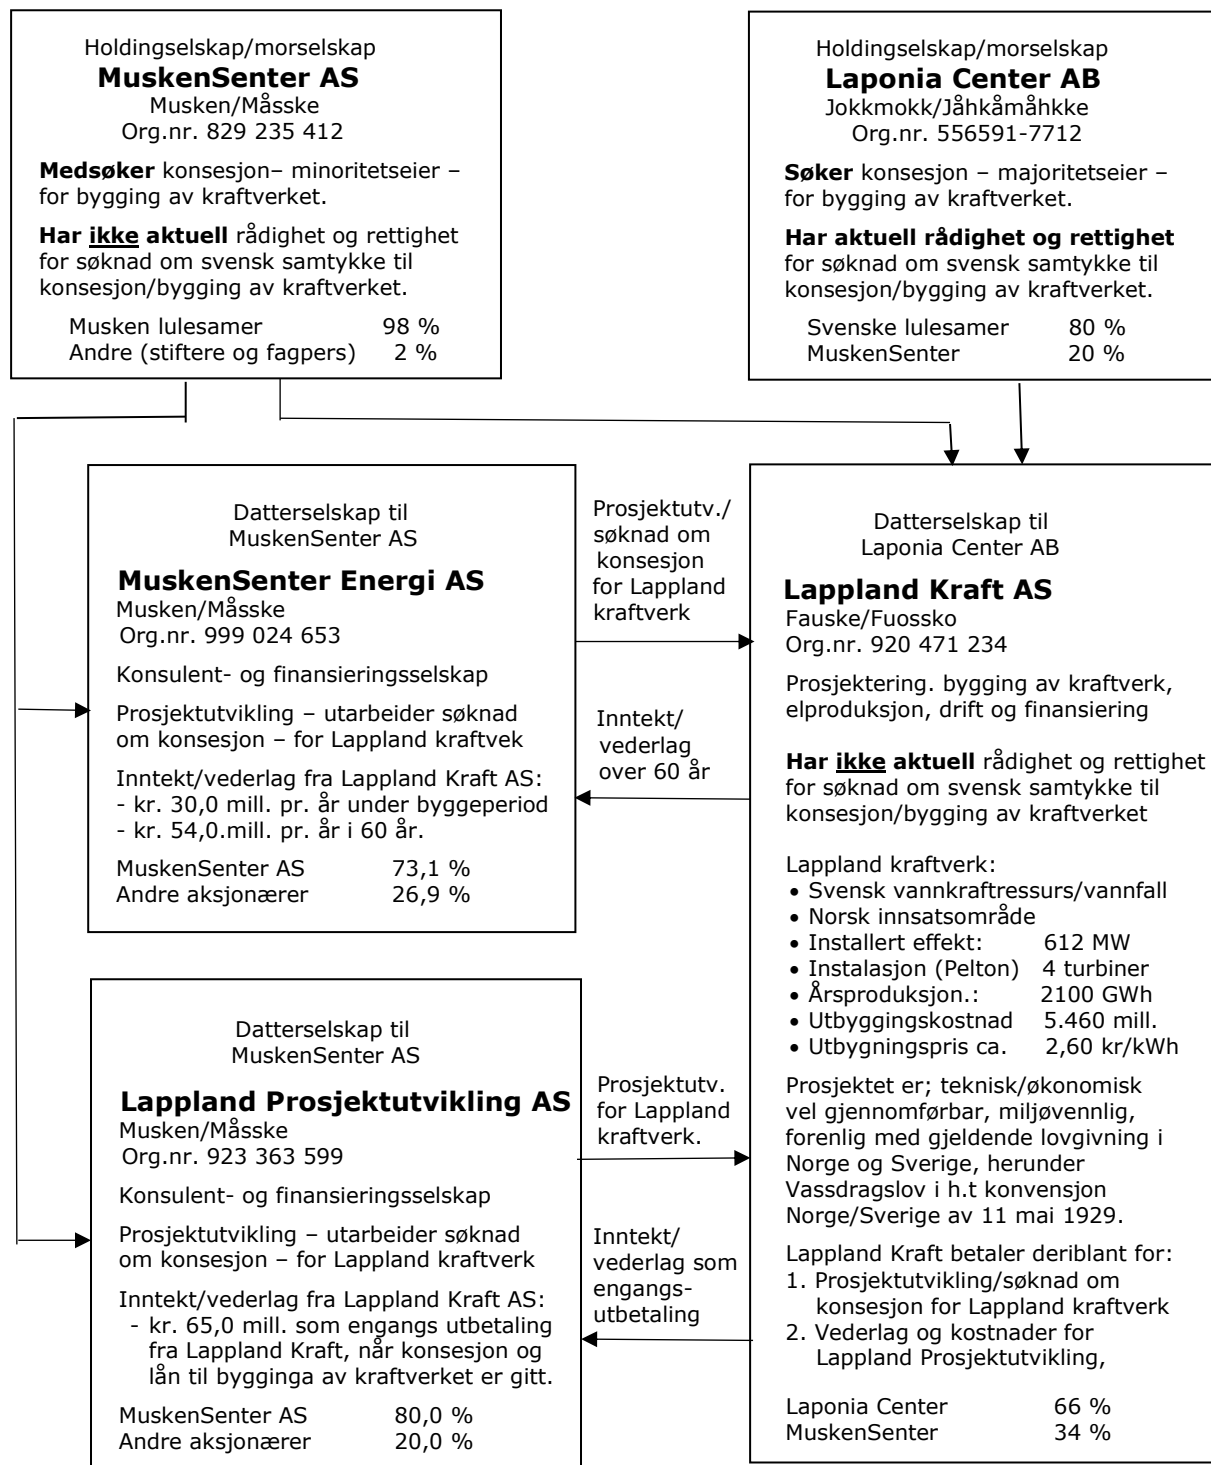 Holdingselskap/morselskap
MuskenSenter AS
Musken/Måsske
Org.nr. 829 235 412
Medsøker konsesjon– minoritetseier –
for bygging av kraftverket.
Har ikke aktuell rådighet og rettighet
for søknad om svensk samtykke til
konsesjon/bygging av kraftverket.
Musken lulesamer 98 %
Andre (stiftere og fagpers) 2 %
Holdingselskap/morselskap
Laponia Center AB
Jokkmokk/Jåhkåmåhkke
Org.nr. 556591-7712
Søker konsesjon – majoritetseier –
for bygging av kraftverket.
Har aktuell rådighet og rettighet
for søknad om svensk samtykke til
konsesjon/bygging av kraftverket.
Svenske lulesamer 80 %
MuskenSenter 20 %
Datterselskap til
MuskenSenter AS
MuskenSenter Energi AS
Musken/Måsske
Org.nr. 999 024 653
Konsulent- og finansieringsselskap
Prosjektutvikling – utarbeider søknad
om konsesjon – for Lappland kraftvek
Inntekt/vederlag fra Lappland Kraft AS:
- kr. 30,0 mill. pr. år under byggeperiod
- kr. 54,0.mill. pr. år i 60 år.
MuskenSenter AS 73,1 %
Andre aksjonærer 26,9 %
Prosjektutv./
søknad om
konsesjon
for Lappland
kraftverk
Inntekt/
vederlag
over 60 år
Datterselskap til
Laponia Center AB
Lappland Kraft AS
Fauske/Fuossko
Org.nr. 920 471 234
Prosjektering. bygging av kraftverk,
elproduksjon, drift og finansiering
Har ikke aktuell rådighet og rettighet
for søknad om svensk samtykke til
konsesjon/bygging av kraftverket
Lappland kraftverk:
• Svensk vannkraftressurs/vannfall
• Norsk innsatsområde
• Installert effekt: 612 MW
• Instalasjon (Pelton) 4 turbiner
• Årsproduksjon.: 2100 GWh
• Utbyggingskostnad 5.460 mill.
• Utbygningspris ca. 2,60 kr/kWh
Prosjektet er; teknisk/økonomisk
vel gjennomførbar, miljøvennlig,
forenlig med gjeldende lovgivning i
Norge og Sverige, herunder
Vassdragslov i h.t konvensjon
Norge/Sverige av 11 mai 1929.
Lappland Kraft betaler deriblant for:
1. Prosjektutvikling/søknad om
konsesjon for Lappland kraftverk
2. Vederlag og kostnader for
Lappland Prosjektutvikling,
Laponia Center 66 %
MuskenSenter 34 %
Datterselskap til
MuskenSenter AS
Lappland Prosjektutvikling AS
Musken/Måsske
Org.nr. 923 363 599
Konsulent- og finansieringsselskap
Prosjektutvikling – utarbeider søknad
om konsesjon – for Lappland kraftverk
Inntekt/vederlag fra Lappland Kraft AS:
- kr. 65,0 mill. som engangs utbetaling
fra Lappland Kraft, når konsesjon og
lån til bygginga av kraftverket er gitt.
MuskenSenter AS 80,0 %
Andre aksjonærer 20,0 %
Prosjektutv.
for Lappland
kraftverk.
Inntekt/
vederlag som
engangs-
utbetaling